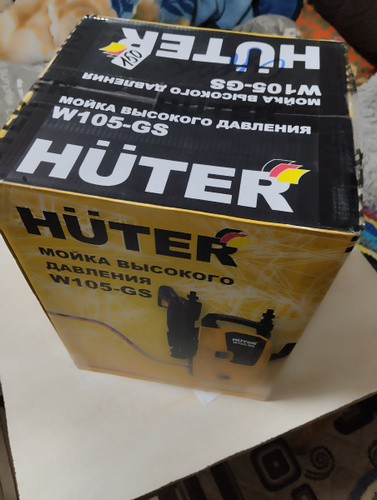 HÜTER
МОЙКА ВЫСОКОГО ДАВЛЕНИЯ
W105-GS
100
МОЙКА ВЫСОКОГО ДАВЛЕНИЯ
W105-GS
HÜTER
HÜTER
МОЙКА ВЫСОКОГО
ДАВЛЕНИЯ
W105-GS
HÜTER